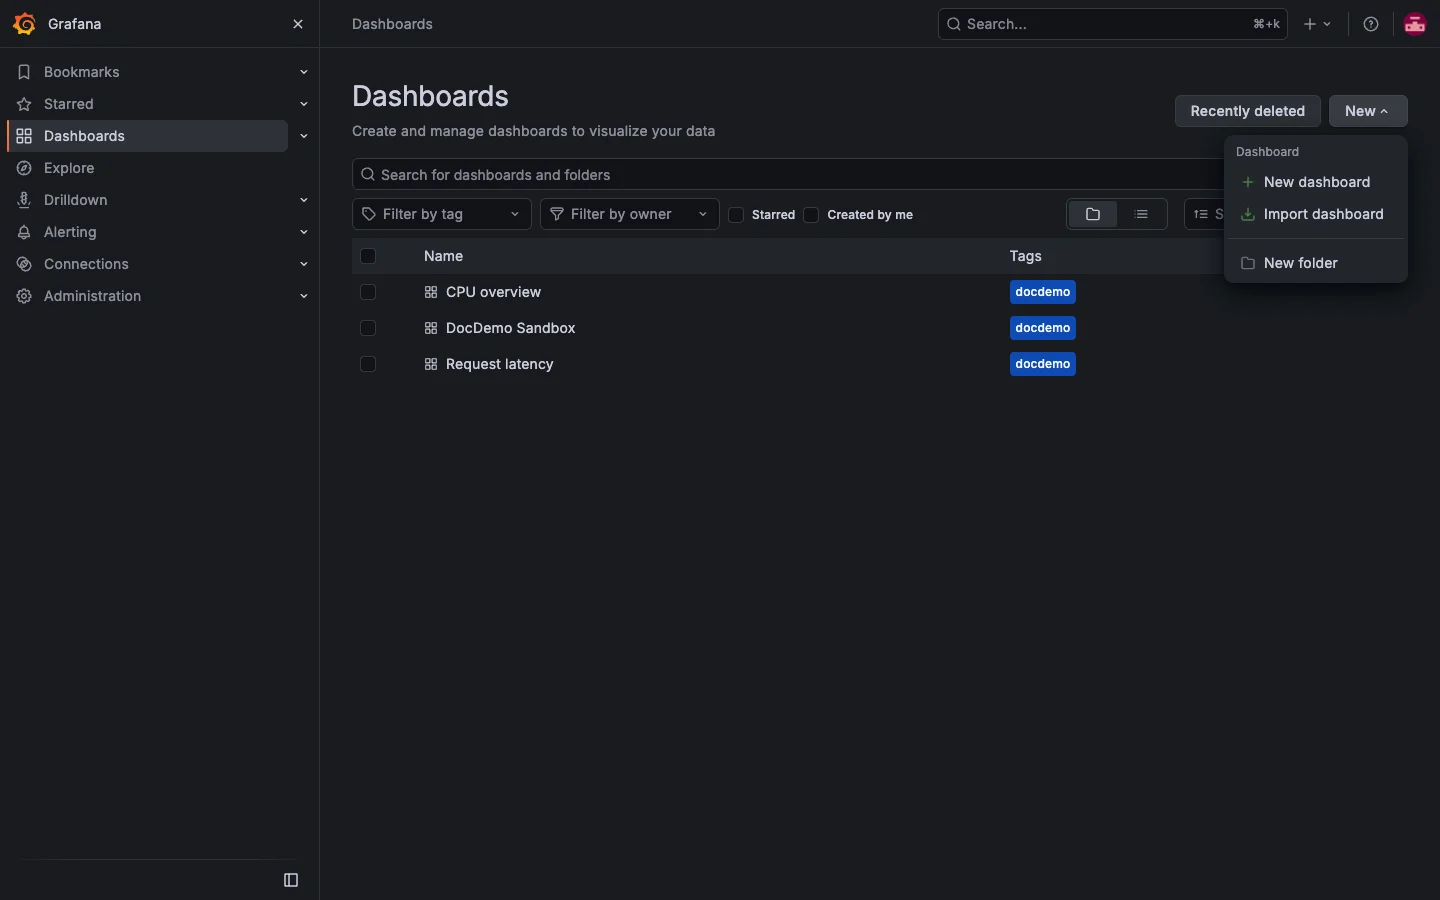 Grafana
Dashboards
Search...
⌘+k
Bookmarks
Starred
Dashboards
Explore
Drilldown
Alerting
Connections
Administration
Dashboards
Create and manage dashboards to visualize your data
Recently deleted
New
Dashboard
New dashboard
Import dashboard
New folder
Search for dashboards and folders
Filter by tag
Filter by owner
Starred
Created by me
S
Name
Tags
CPU overview
docdemo
DocDemo Sandbox
docdemo
Request latency
docdemo